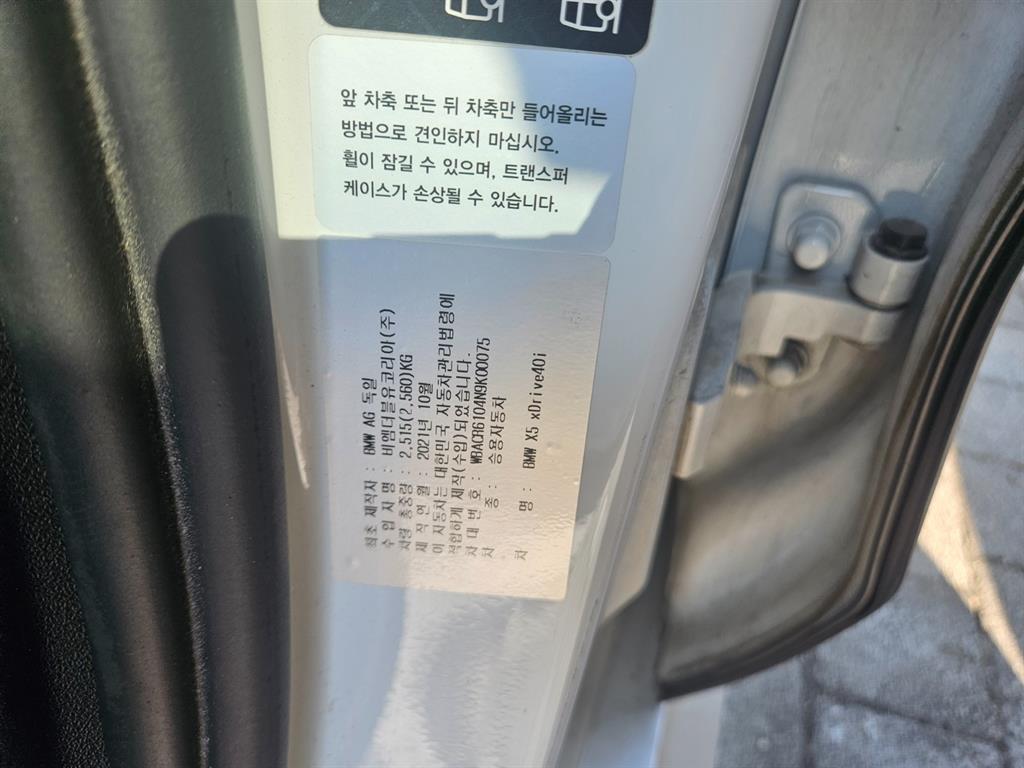 앞 차축 또는 뒤 차축만 들어올리는
방법으로 견인하지 마십시오.
휠이 잠길 수 있으며, 트랜스퍼
케이스가 손상될 수 있습니다.
최초 제작자 : BMW AG 독일
수 입 자 명 : 비엠더블유코리아(주)
차량 총중량 : 2,515(2,560)KG
제 작 연 월 : 2021년 10월
이 자동차는 대한민국 자동차관리법령에
적합하게 제작(수입)되었습니다.
차 대 번 호 : WBACR6104N9K00075
차 종 : 승용자동차
차 명 : BMW X5 xDrive40i